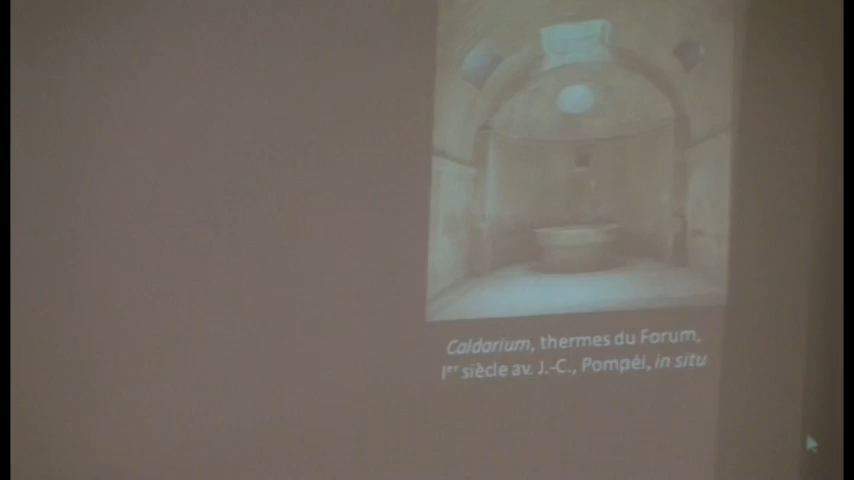 Caldarium, thermes du Forum,
Ier siècle av. J.-C., Pompéi, in situ